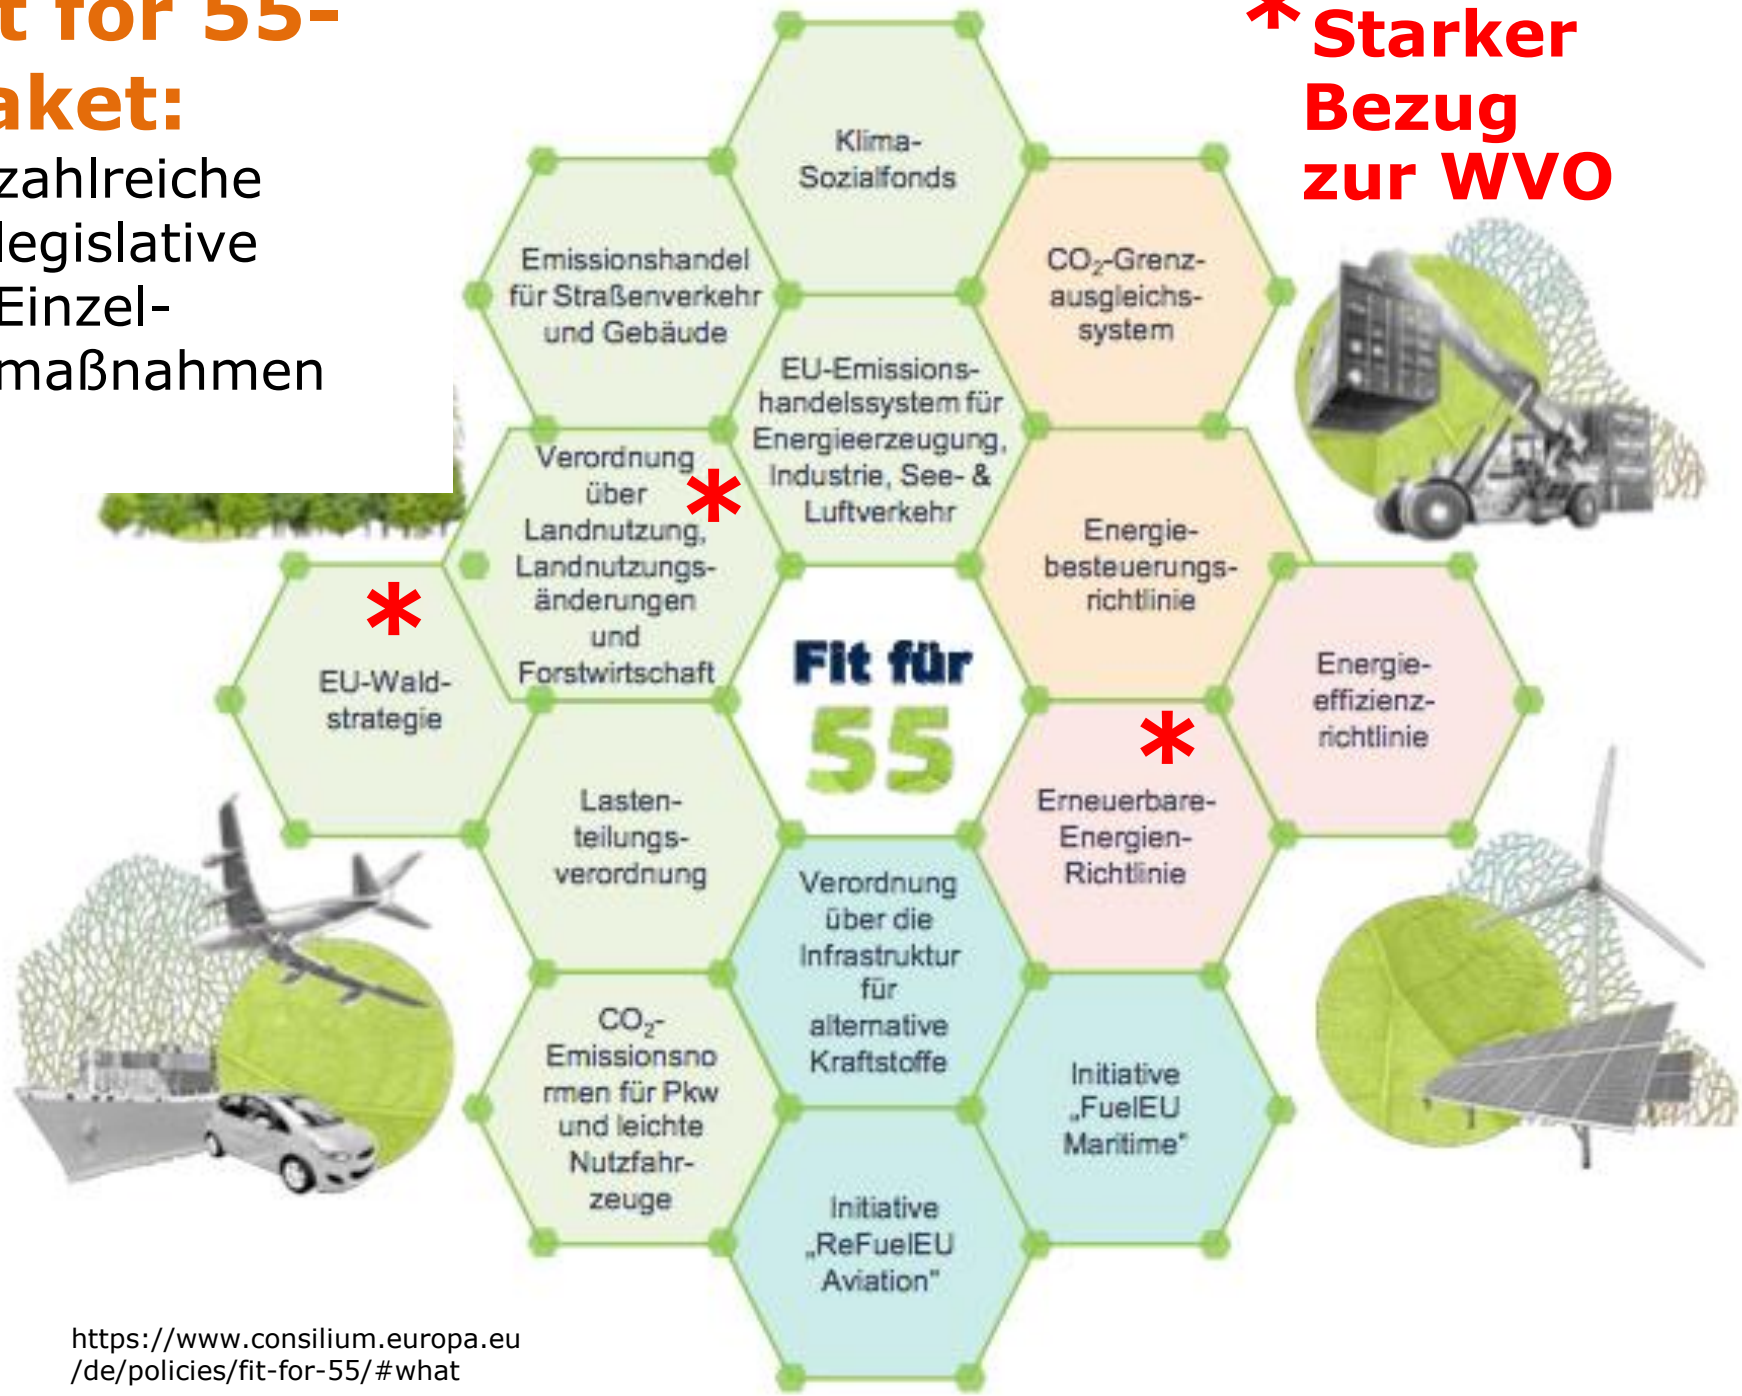 t for 55-
aket:
zahlreiche
legislative
Einzel-
maßnahmen
* Starker
Bezug
zur WVO
Klima-
Sozialfonds
Emissionshandel
für Straßenverkehr
und Gebäude
CO₂-Grenz-
ausgleichs-
system
EU-Emissions-
handelssystem für
Energieerzeugung,
Industrie, See- &
Luftverkehr
Verordnung
über
Landnutzung,
Landnutzungs-
änderungen
und
Forstwirtschaft
*
Energie-
besteuerungs-
richtlinie
*
EU-Wald-
strategie
Fit für
55
Energie-
effizienz-
richtlinie
*
Erneuerbare-
Energien-
Richtlinie
Lasten-
teilungs-
verordnung
Verordnung
über die
Infrastruktur
für
alternative
Kraftstoffe
CO₂-
Emissionsno
rmen für Pkw
und leichte
Nutzfahr-
zeuge
Initiative
„FuelEU
Maritime"
Initiative
„ReFuelEU
Aviation"
https://www.consilium.europa.eu
/de/policies/fit-for-55/#what